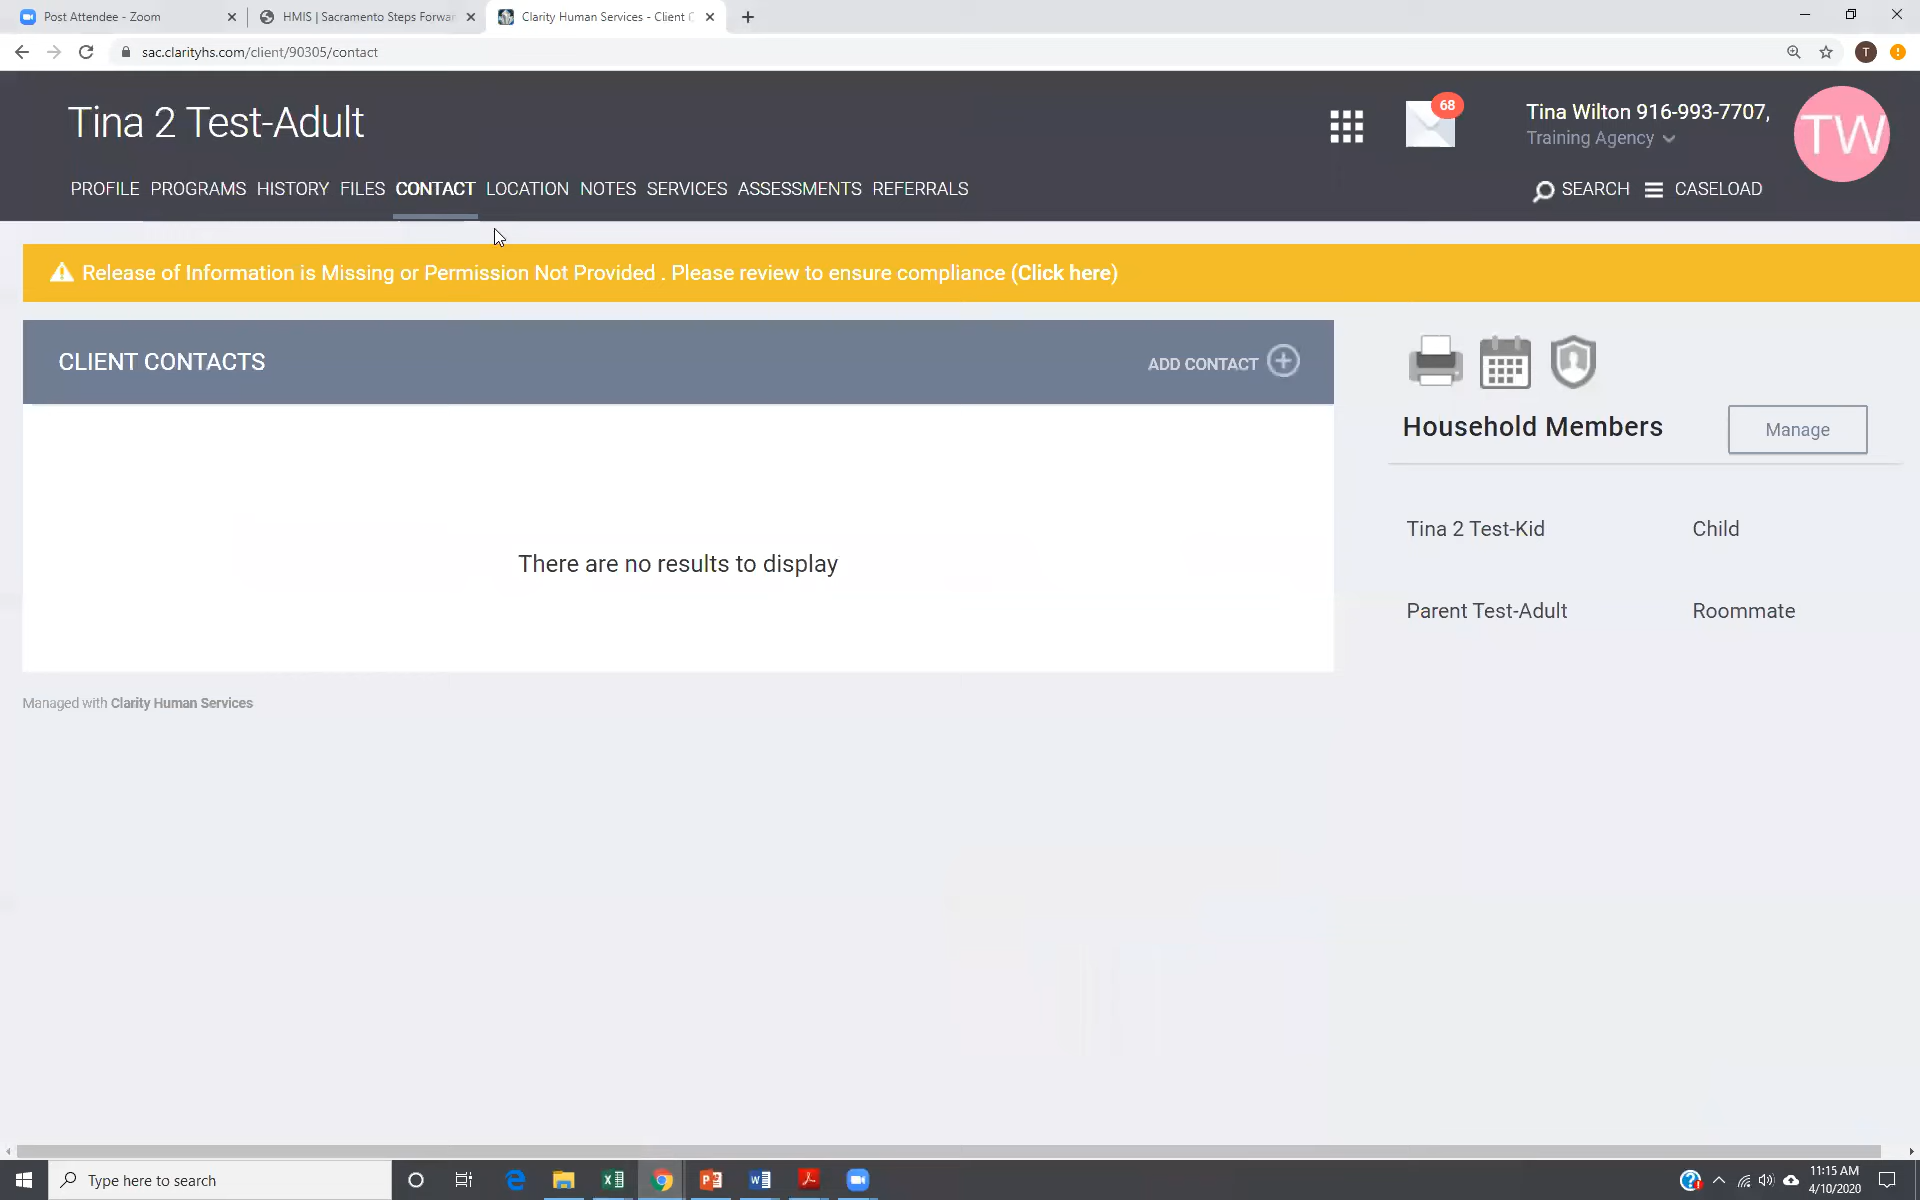 Post Attendee - Zoom
HMIS | Sacramento Steps Forwar
Clarity Human Services - Client C
sac.clarityhs.com/client/90305/contact
T
Tina 2 Test-Adult
68
Tina Wilton 916-993-7707,
Training Agency
TW
PROFILE PROGRAMS HISTORY FILES CONTACT LOCATION NOTES SERVICES ASSESSMENTS REFERRALS
SEARCH CASELOAD
Release of Information is Missing or Permission Not Provided . Please review to ensure compliance (Click here)
CLIENT CONTACTS
ADD CONTACT
Household Members
Manage
Tina 2 Test-Kid Child
There are no results to display
Parent Test-Adult Roommate
Managed with Clarity Human Services
Type here to search
11:15 AM
4/10/2020